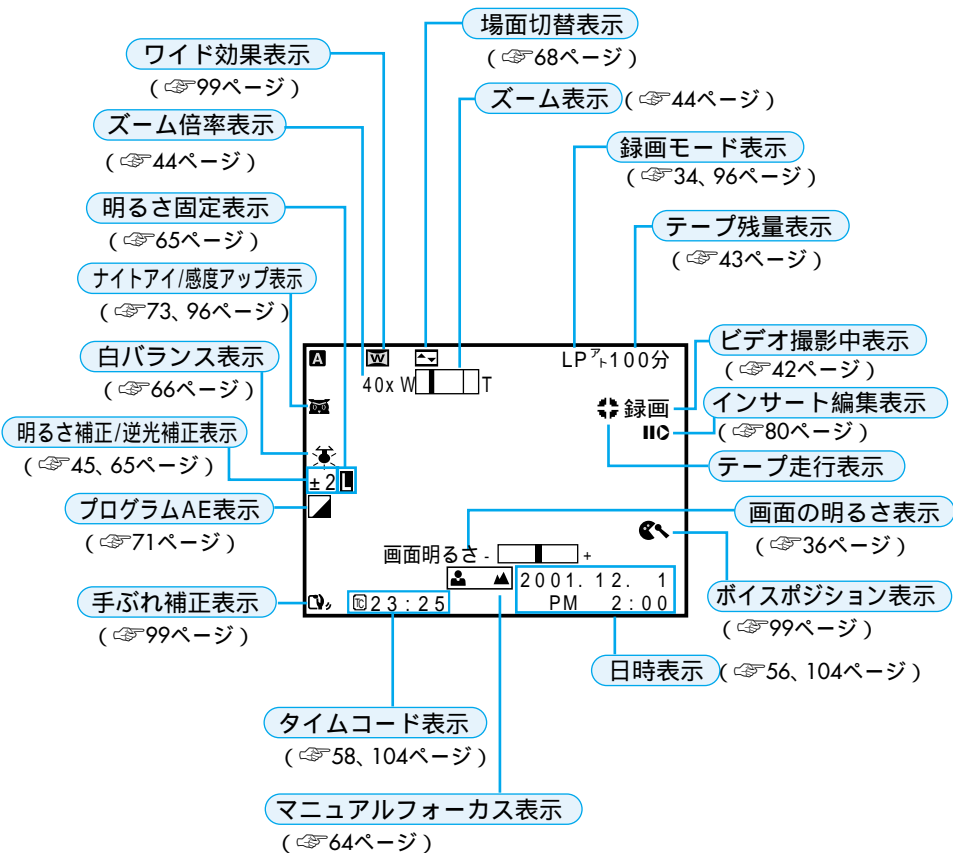 場面切替表示
(☞68ページ)
ワイド効果表示
(☞99ページ)
ズーム表示(☞44ページ)
ズーム倍率表示
(☞44ページ)
録画モード表示
(☞34、96ページ)
明るさ固定表示
(☞65ページ)
テープ残量表示
(☞43ページ)
ナイトアイ/感度アップ表示
(☞73、96ページ)
白バランス表示
(☞66ページ)
ビデオ撮影中表示
(☞42ページ)
明るさ補正/逆光補正表示
(☞45、65ページ)
インサート編集表示
(☞80ページ)
テープ走行表示
プログラムAE表示
(☞71ページ)
画面の明るさ表示
(☞36ページ)
手ぶれ補正表示
(☞99ページ)
ボイスポジション表示
(☞99ページ)
日時表示(☞56、104ページ)
タイムコード表示
(☞58、104ページ)
マニュアルフォーカス表示
(☞64ページ)
A W LPアト100分
40x W T
録画
±2 L
画面明るさ - +
2001.12. 1
TC 23:25 PM 2:00